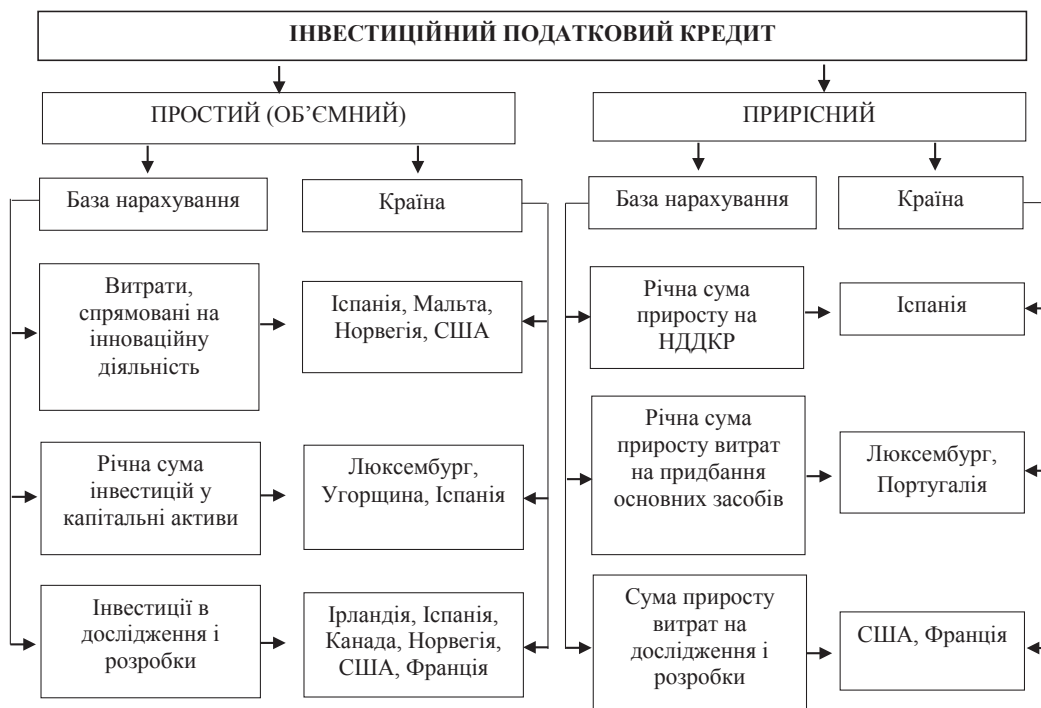 ІНВЕСТИЦІЙНИЙ ПОДАТКОВИЙ КРЕДИТ
ПРОСТИЙ (ОБ’ЄМНИЙ)
ПРИРІСНИЙ
База нарахування
Країна
База нарахування
Країна
Витрати,
спрямовані на
інноваційну
діяльність
Іспанія, Мальта,
Норвегія, США
Річна сума
приросту на
НДДКР
Іспанія
Річна сума
інвестицій у
капітальні активи
Люксембург,
Угорщина, Іспанія
Річна сума
приросту витрат
на придбання
основних засобів
Люксембург,
Португалія
Інвестиції в
дослідження і
розробки
Ірландія, Іспанія,
Канада, Норвегія,
США, Франція
Сума приросту
витрат на
дослідження і
розробки
США, Франція